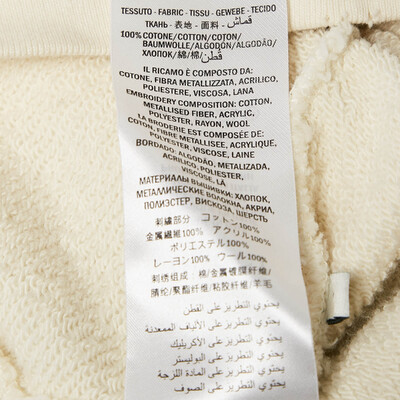 TESSUTO - FABRIC - TISSU - GEWEBE - TECIDO
ТКАНЬ - 表地 - 面料 - قماش
100% COTONE/COTTON/COTON/
BAUMWOLLE/ALGODÓN/ALGODÃO/
ХЛОПОК/綿/棉/ قُطن
IL RICAMO È COMPOSTO DA:
COTONE, FIBRA METALLIZZATA, ACRILICO,
POLIESTERE, VISCOSA, LANA
EMBROIDERY COMPOSITION: COTTON,
METALLISED FIBER, ACRYLIC,
POLYESTER, RAYON, WOOL
LA BRODERIE EST COMPOSÉE DE:
COTON, FIBRE MÉTALLISÉE, ACRYLIQUE,
POLYESTER, VISCOSE, LAINE
BORDADO: ALGODÃO, METALIZADA,
ACRILICO, POLIESTER,
VISCOSE, LÃ
МАТЕРИАЛЫ ВЫШИВКИ: ХЛОПОК,
МЕТАЛЛИЧЕСКИЕ ВОЛОКНА, АКРИЛ,
ПОЛИЭСТЕР, ВИСКОЗА, ШЕРСТЬ
刺繍部分 コットン100%
金属繊維100% アクリル100%
ポリエステル100%
レーヨン100% ウール100%
刺绣组成: 棉/金属镀膜纤维/
腈纶/聚酯纤维/粘胶纤维/羊毛
يحتوي التطريز على القطن
يحتوي التطريز على الألياف الممعدنة
يحتوي التطريز على الأكريليك
يحتوي التطريز على البوليستر
يحتوي التطريز على المادة اللزجة
يحتوي التطريز على الصوف